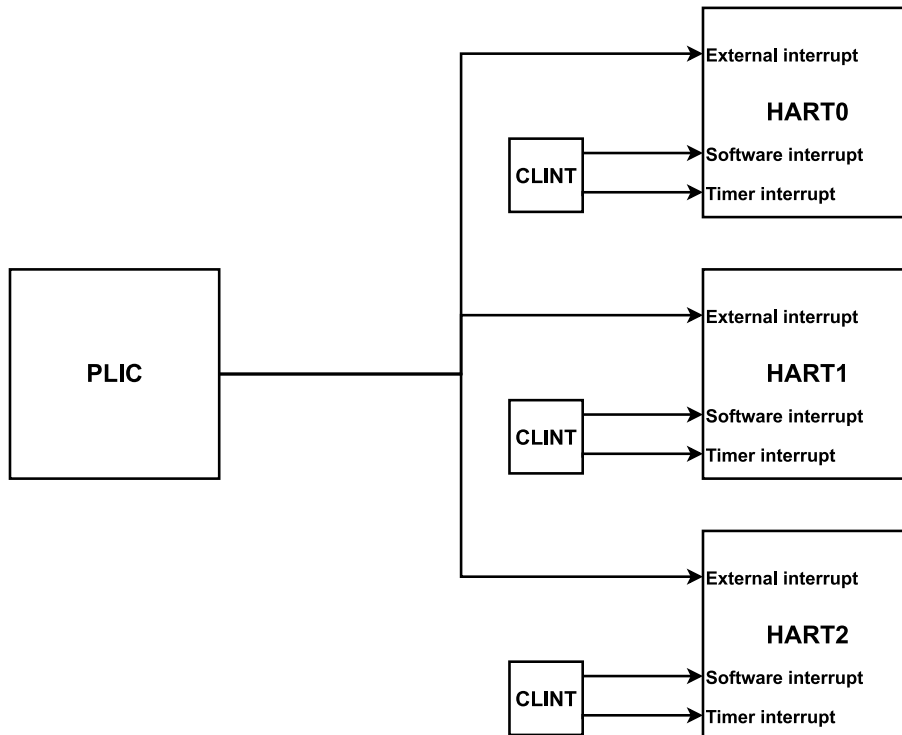 External interrupt
HART0
CLINT
Software interrupt
Timer interrupt
PLIC
External interrupt
HART1
CLINT
Software interrupt
Timer interrupt
External interrupt
HART2
CLINT
Software interrupt
Timer interrupt